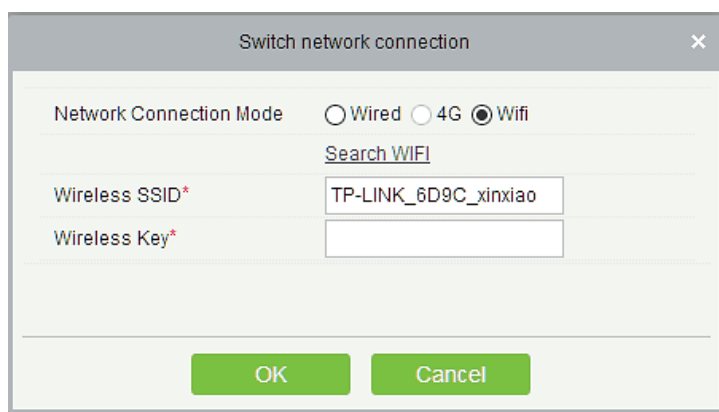 Switch network connection
Network Connection Mode Wired 4G Wifi
Search WIFI
Wireless SSID* TP-LINK_6D9C_xinxiao
Wireless Key*
OK Cancel